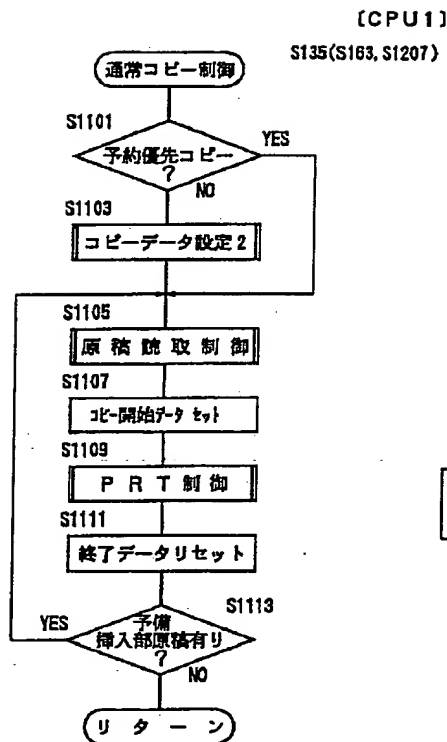 [CPU1]
S135(S163, S1207)
通常コピー制御
S1101
YES
予約優先コピー
?
NO
S1103
コピーデータ設定2
S1105
原稿読取制御
S1107
コピー開始データセット
S1109
PRT制御
S1111
終了データリセット
S1113
YES
予備
挿入部原稿有り
?
NO
リターン